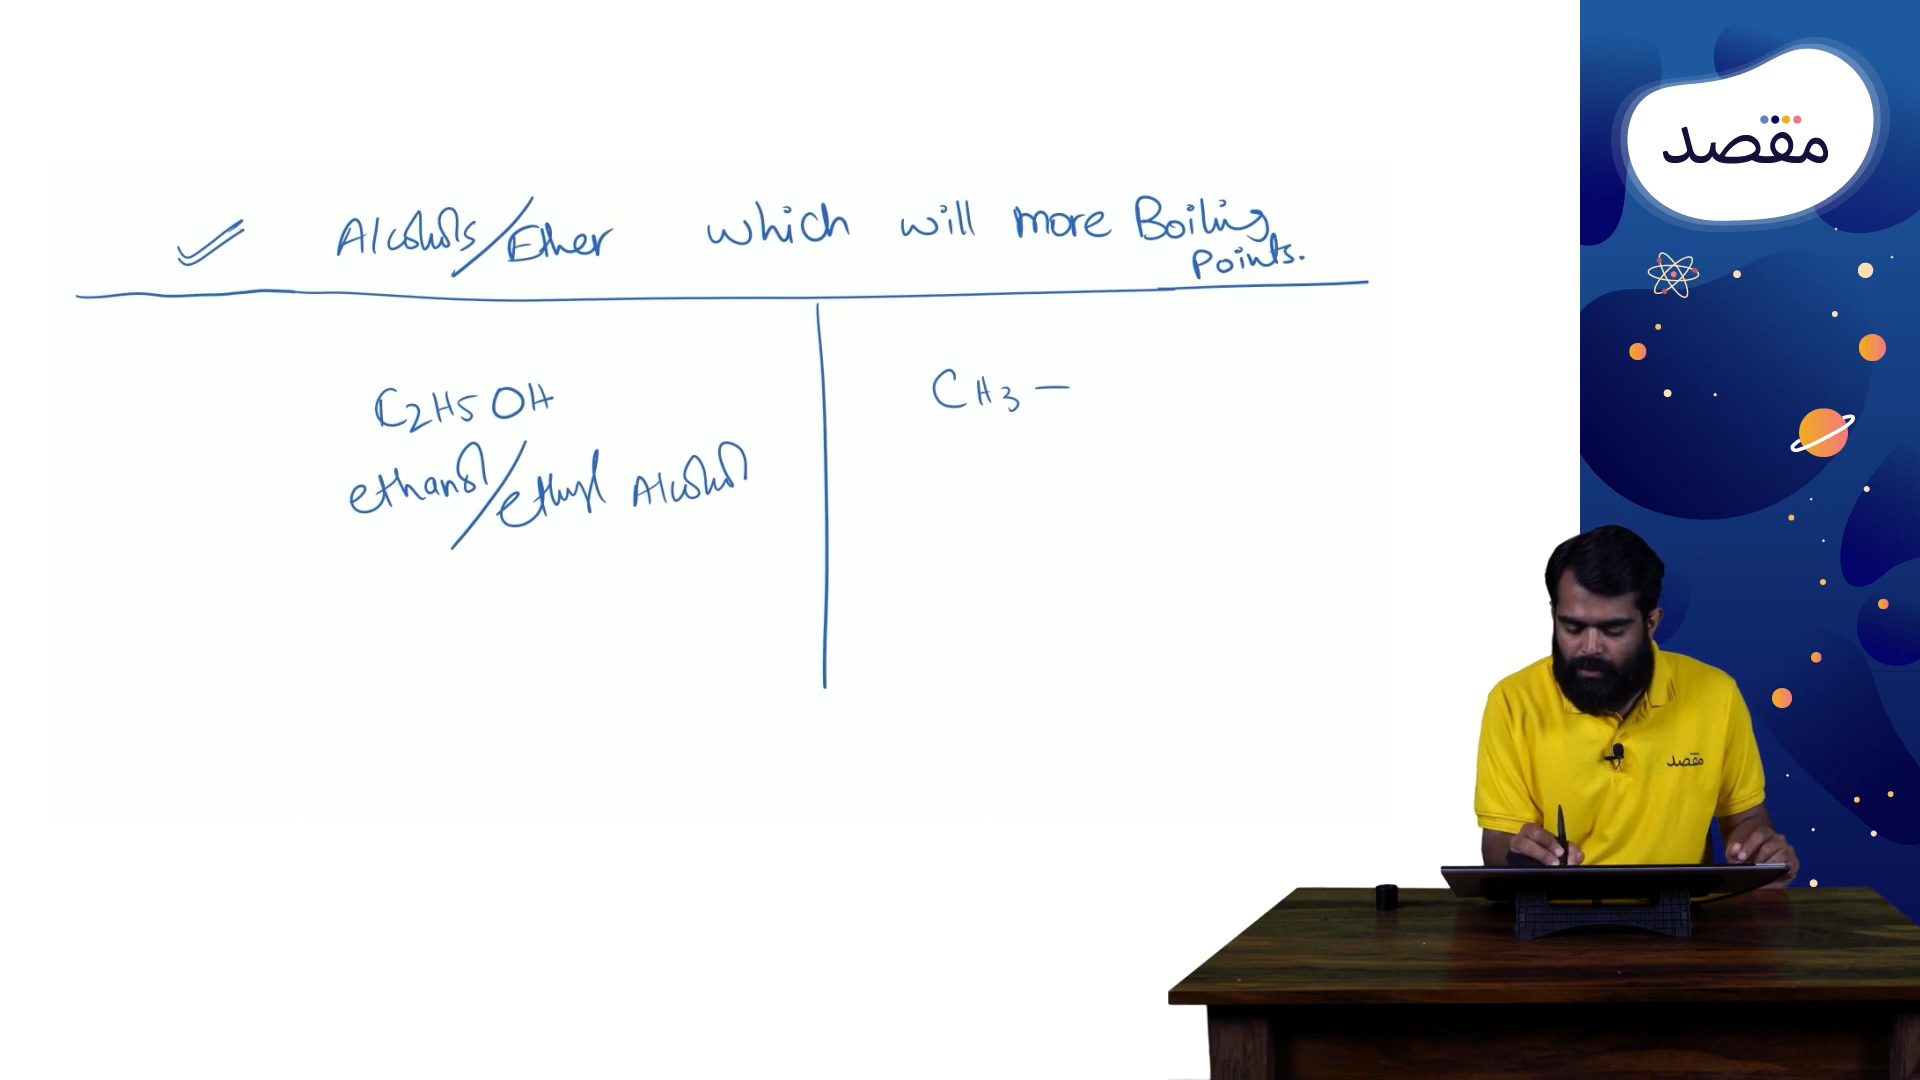 Alcohols/Ether which will more Boiling
Points.
C2H5OH
CH3 —
ethanol/ethyl Alcohol
مقصد
مقصد